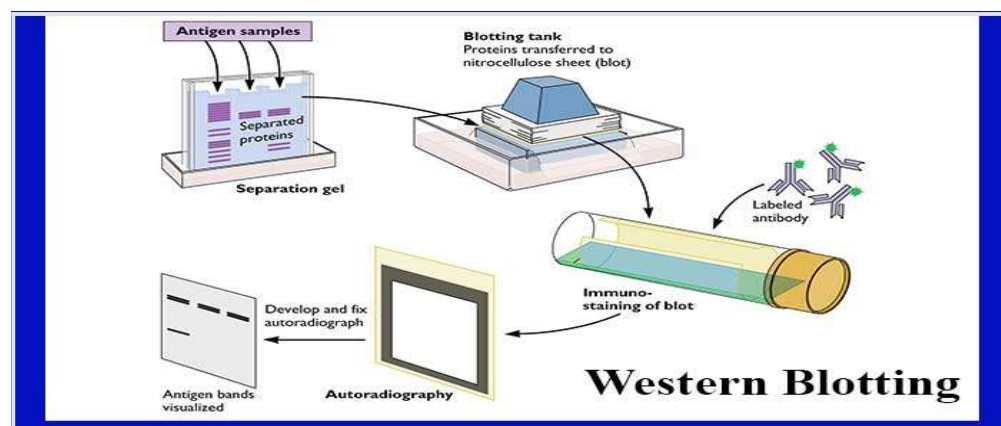 Antigen samples
Separated
proteins
Separation gel
Blotting tank
Proteins transferred to
nitrocellulose sheet (blot)
Labeled
antibody
Immuno-
staining of blot
Develop and fix
autoradiograph
Antigen bands
visualized
Autoradiography
Western Blotting